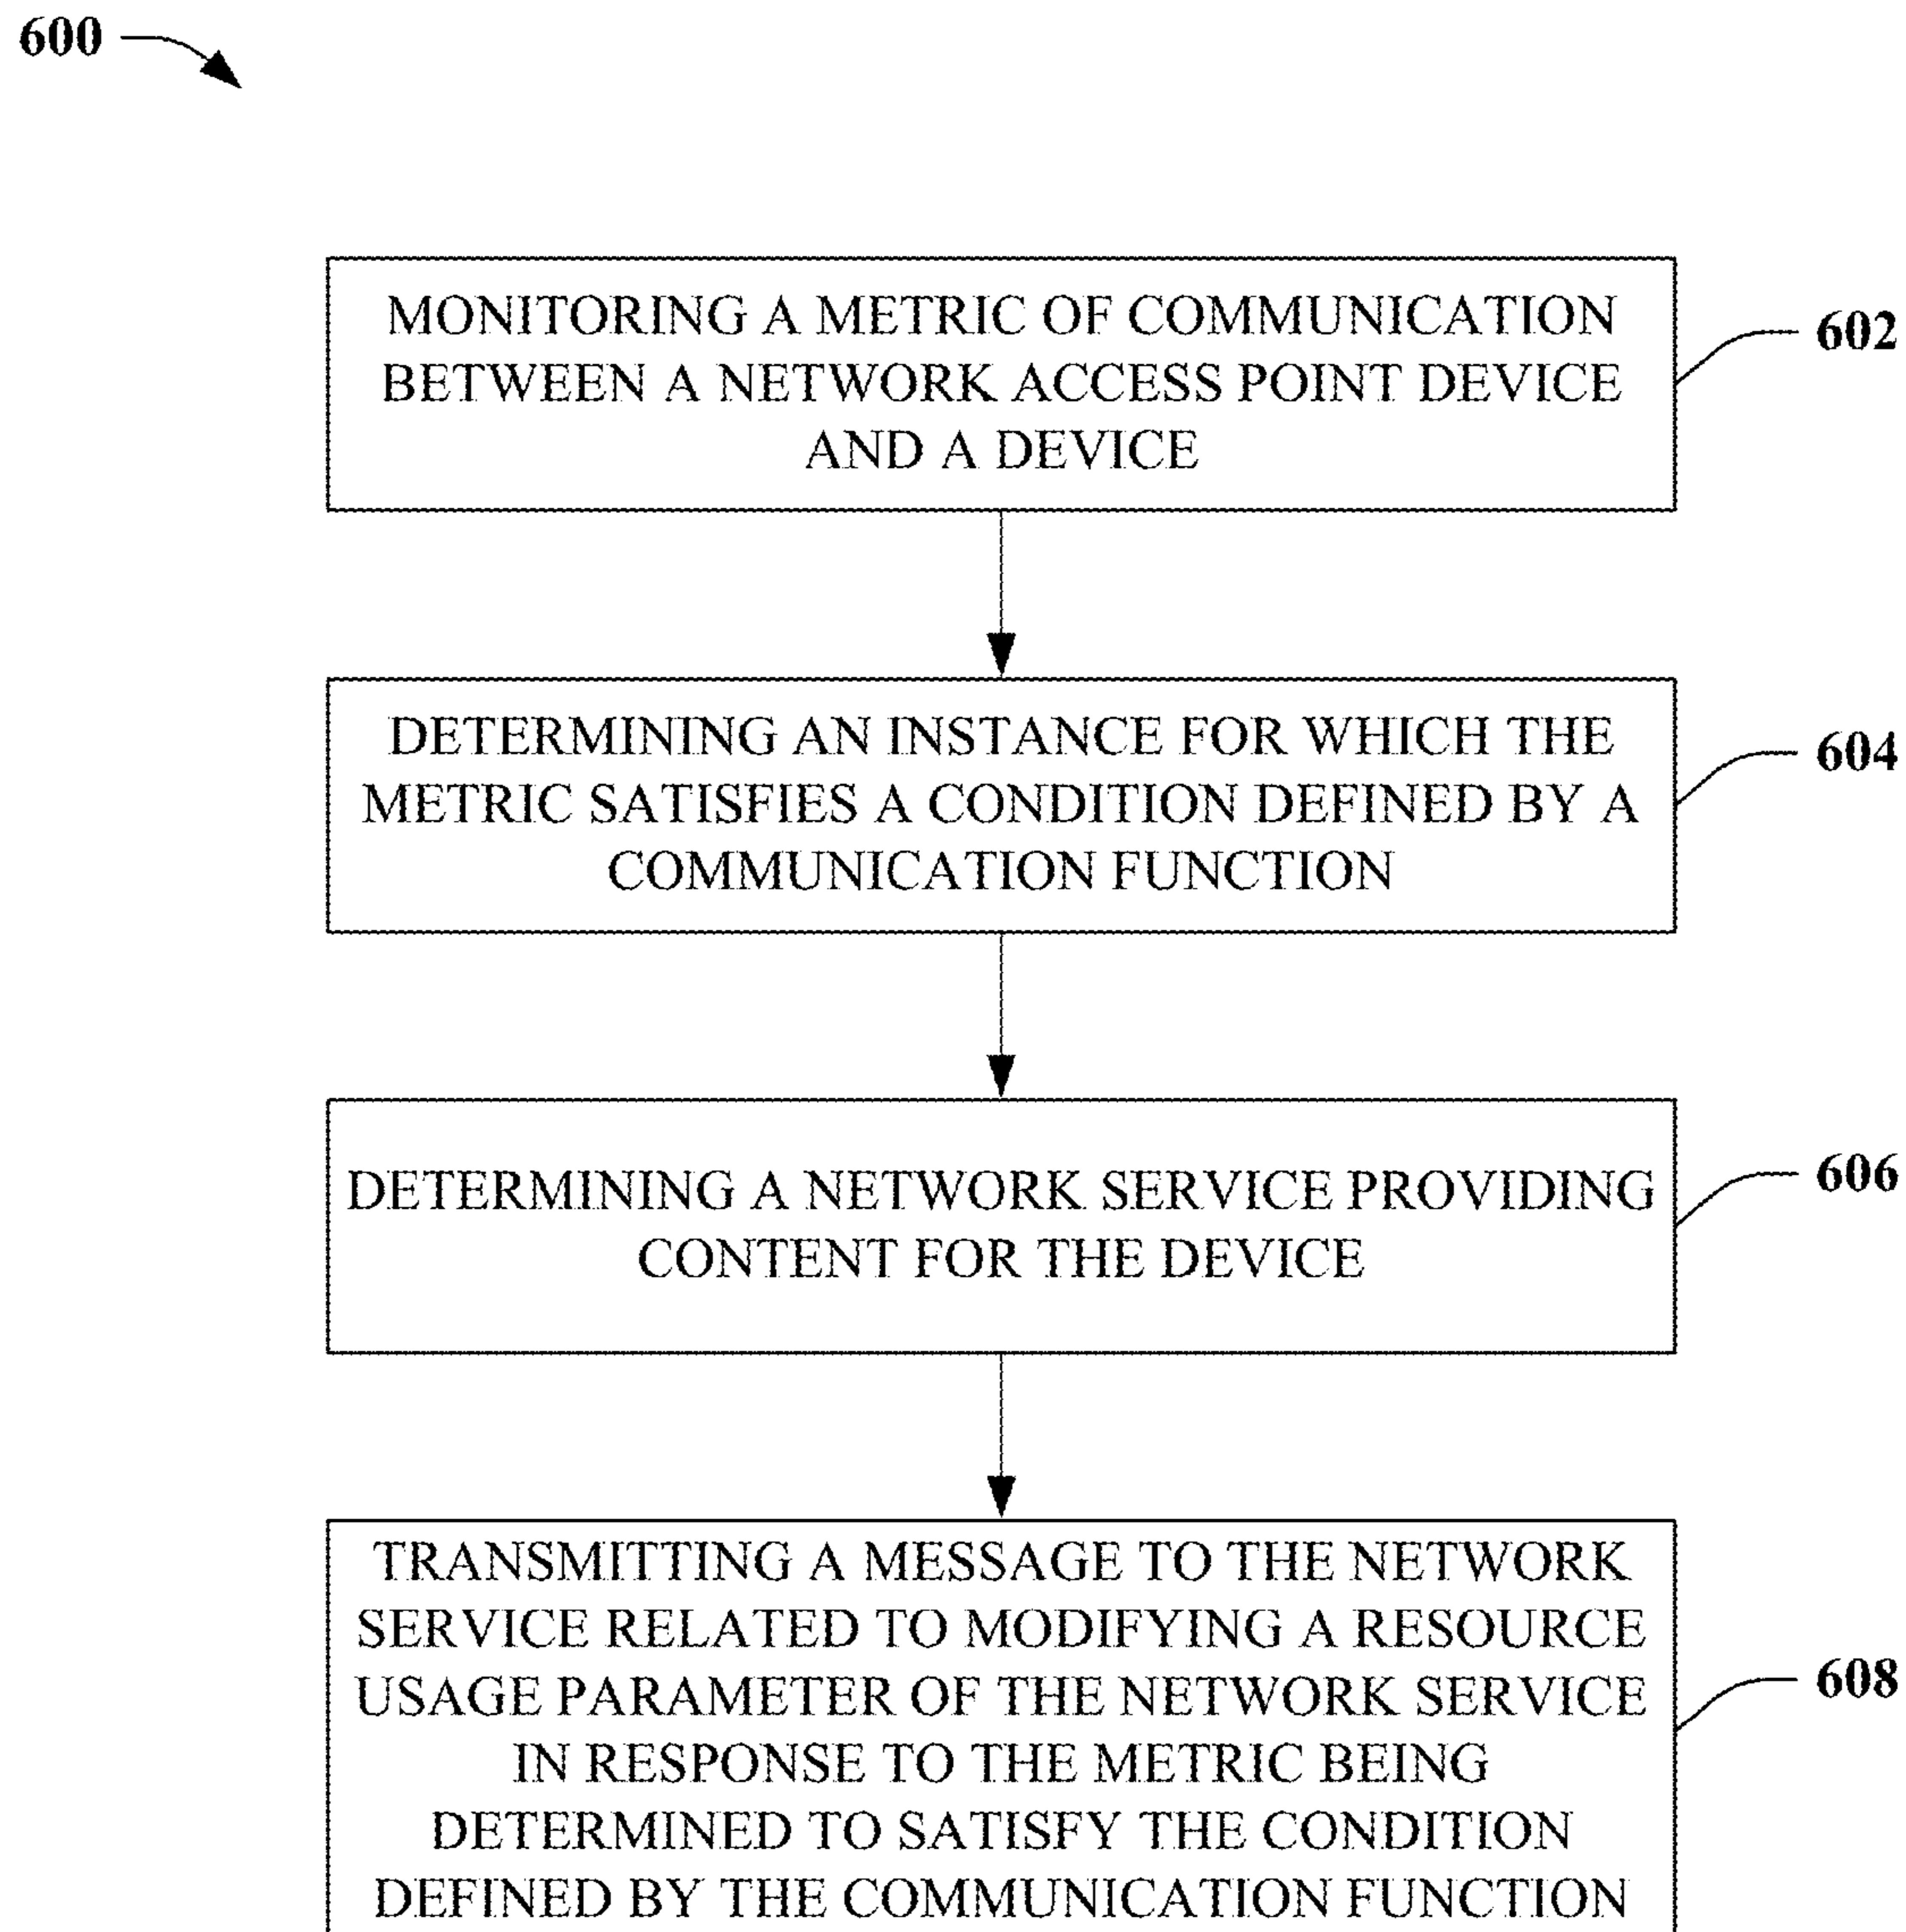 600
MONITORING A METRIC OF COMMUNICATION
BETWEEN A NETWORK ACCESS POINT DEVICE
AND A DEVICE
602
DETERMINING AN INSTANCE FOR WHICH THE
METRIC SATISFIES A CONDITION DEFINED BY A
COMMUNICATION FUNCTION
604
DETERMINING A NETWORK SERVICE PROVIDING
CONTENT FOR THE DEVICE
606
TRANSMITTING A MESSAGE TO THE NETWORK
SERVICE RELATED TO MODIFYING A RESOURCE
USAGE PARAMETER OF THE NETWORK SERVICE
IN RESPONSE TO THE METRIC BEING
DETERMINED TO SATISFY THE CONDITION
DEFINED BY THE COMMUNICATION FUNCTION
608